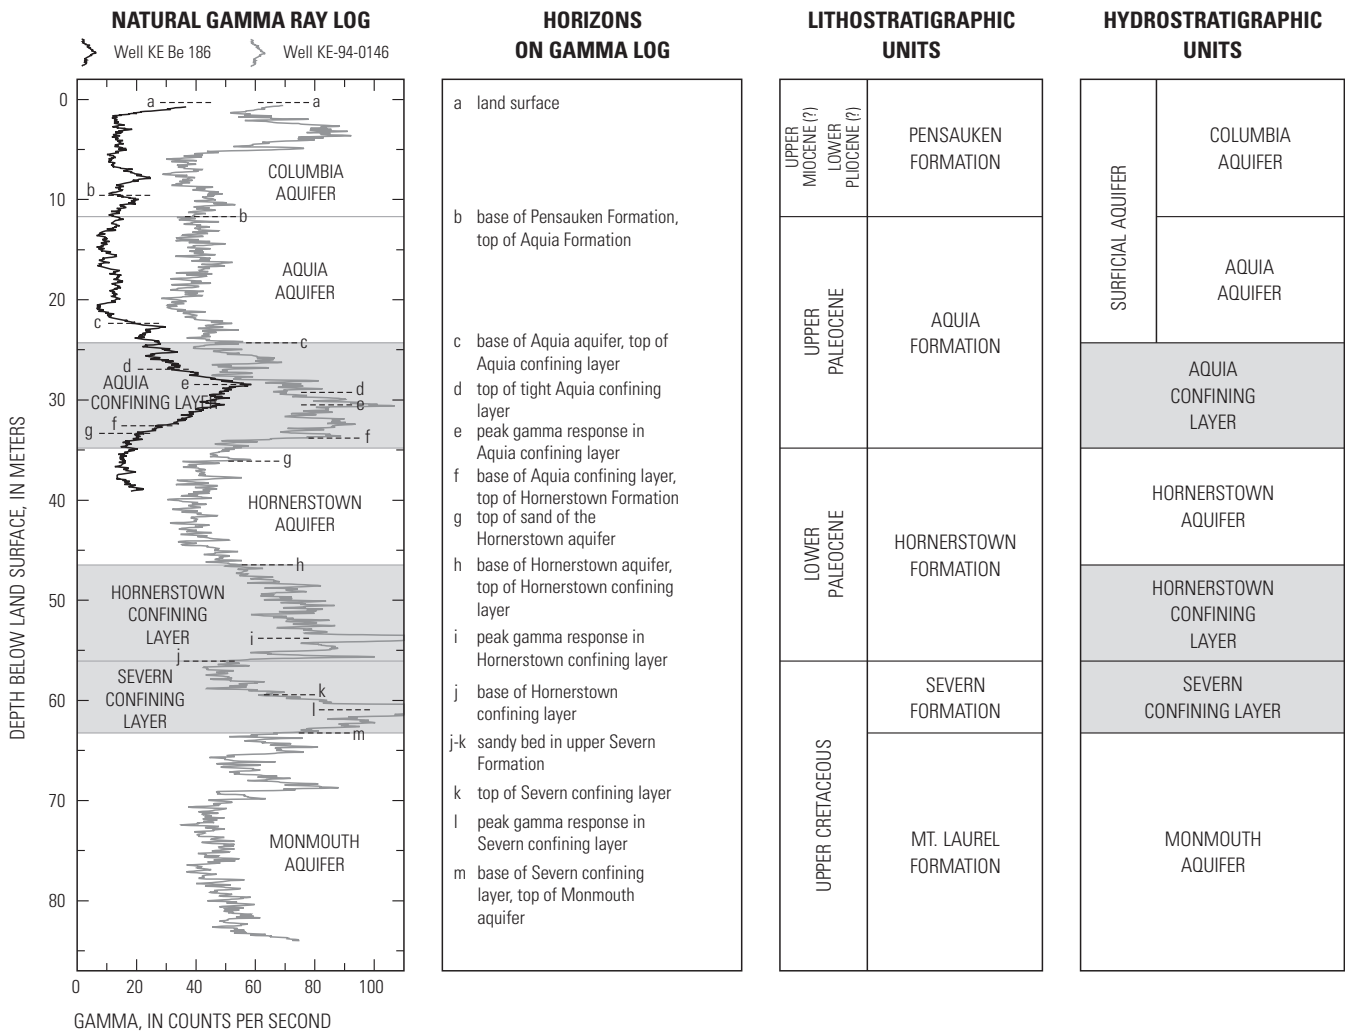 NATURAL GAMMA RAY LOG
Well KE Be 186
Well KE-94-0146
DEPTH BELOW LAND SURFACE, IN METERS
0
10
20
30
40
50
60
70
80
a
a
COLUMBIA
AQUIFER
b
b
AQUIA
AQUIFER
c
c
d
d
AQUIA
CONFINING LAYER
e
e
f
f
g
g
HORNERSTOWN
AQUIFER
h
HORNERSTOWN
CONFINING
LAYER
i
j
SEVERN
CONFINING
LAYER
k
l
m
MONMOUTH
AQUIFER
0 20 40 60 80 100
GAMMA, IN COUNTS PER SECOND
HORIZONS
ON GAMMA LOG
a land surface
b base of Pensauken Formation,
top of Aquia Formation
c base of Aquia aquifer, top of
Aquia confining layer
d top of tight Aquia confining
layer
e peak gamma response in
Aquia confining layer
f base of Aquia confining layer,
top of Hornerstown Formation
g top of sand of the
Hornerstown aquifer
h base of Hornerstown aquifer,
top of Hornerstown confining
layer
i peak gamma response in
Hornerstown confining layer
j base of Hornerstown
confining layer
j-k sandy bed in upper Severn
Formation
k top of Severn confining layer
l peak gamma response in
Severn confining layer
m base of Severn confining
layer, top of Monmouth
aquifer
LITHOSTRATIGRAPHIC
UNITS
UPPER
MIOCENE (?)
LOWER
PLIOCENE (?)
PENSAUKEN
FORMATION
UPPER
PALEOCENE
AQUIA
FORMATION
LOWER
PALEOCENE
HORNERSTOWN
FORMATION
UPPER CRETACEOUS
SEVERN
FORMATION
MT. LAUREL
FORMATION
HYDROSTRATIGRAPHIC
UNITS
SURFICIAL AQUIFER
COLUMBIA
AQUIFER
AQUIA
AQUIFER
AQUIA
CONFINING
LAYER
HORNERSTOWN
AQUIFER
HORNERSTOWN
CONFINING
LAYER
SEVERN
CONFINING LAYER
MONMOUTH
AQUIFER